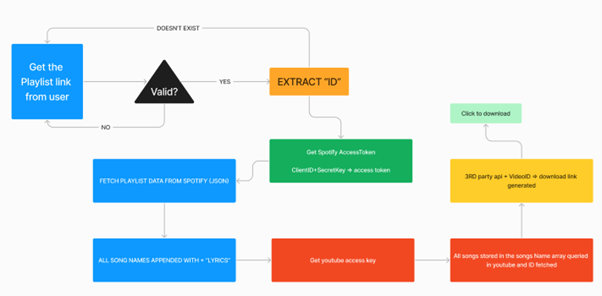 DOESN'T EXIST
Get the
Playlist link
from user
Valid?
YES
EXTRACT "ID"
NO
Click to download
Get Spotify AccessToken
ClientID+SecretKey => access token
FETCH PLAYLIST DATA FROM SPOTIFY (JSON)
3RD party api + VideoID => download link
generated
ALL SONG NAMES APPENDED WITH + "LYRICS"
Get youtube access key
All songs stored in the songs Name array queried
in youtube and ID fetched